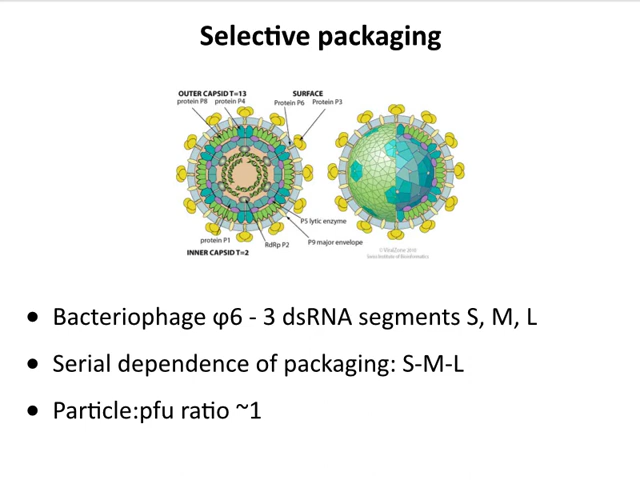 Selective packaging
OUTER CAPSID T=13
protein P8 protein P4
SURFACE
Protein P6 Protein P3
P5 lytic enzyme
P9 major envelope
RdRp P2
protein P1
INNER CAPSID T=2
© ViralZone 2010
Swiss Institute of Bioinformatics
• Bacteriophage φ6 - 3 dsRNA segments S, M, L
• Serial dependence of packaging: S-M-L
• Particle:pfu ratio ~1